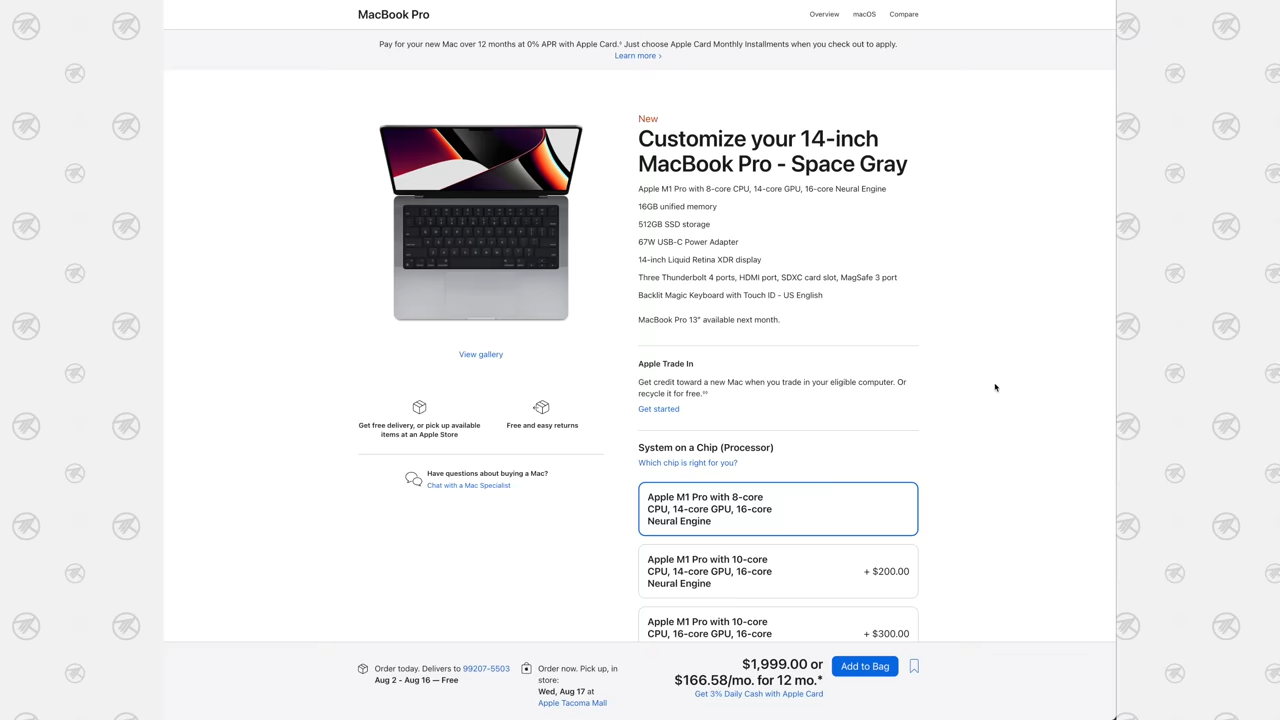 MacBook Pro
Overview
macOS
Compare
Pay for your new Mac over 12 months at 0% APR with Apple Card.◊ Just choose Apple Card Monthly Installments when you check out to apply.
Learn more >
New
Customize your 14-inch
MacBook Pro - Space Gray
Apple M1 Pro with 8-core CPU, 14-core GPU, 16-core Neural Engine
16GB unified memory
512GB SSD storage
67W USB-C Power Adapter
14-inch Liquid Retina XDR display
Three Thunderbolt 4 ports, HDMI port, SDXC card slot, MagSafe 3 port
Backlit Magic Keyboard with Touch ID - US English
MacBook Pro 13" available next month.
View gallery
Get free delivery, or pick up available
items at an Apple Store
Free and easy returns
Have questions about buying a Mac?
Chat with a Mac Specialist
Apple Trade In
Get credit toward a new Mac when you trade in your eligible computer. Or
recycle it for free.
Get started
System on a Chip (Processor)
Which chip is right for you?
Apple M1 Pro with 8-core
CPU, 14-core GPU, 16-core
Neural Engine
Apple M1 Pro with 10-core
CPU, 14-core GPU, 16-core
Neural Engine
+ $200.00
Apple M1 Pro with 10-core
CPU, 16-core GPU, 16-core
+ $300.00
Order today. Delivers to 99207-5503
Aug 2 - Aug 16 — Free
Order now. Pick up, in
store:
Wed, Aug 17 at
Apple Tacoma Mall
$1,999.00 or
$166.58/mo. for 12 mo.*
Get 3% Daily Cash with Apple Card
Add to Bag